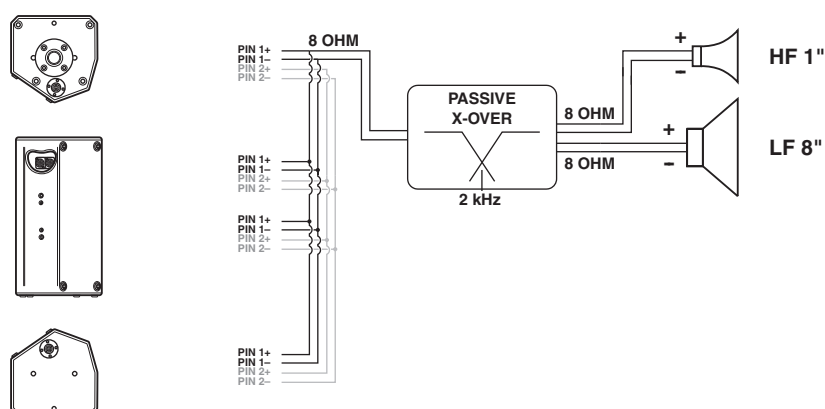 8 OHM
PIN 1+
PIN 1–
PIN 2+
PIN 2–
PASSIVE
X-OVER
2 kHz
8 OHM
8 OHM
+
–
HF 1"
+
–
LF 8"
PIN 1+
PIN 1–
PIN 2+
PIN 2–
PIN 1+
PIN 1–
PIN 2+
PIN 2–
PIN 1+
PIN 1–
PIN 2+
PIN 2–